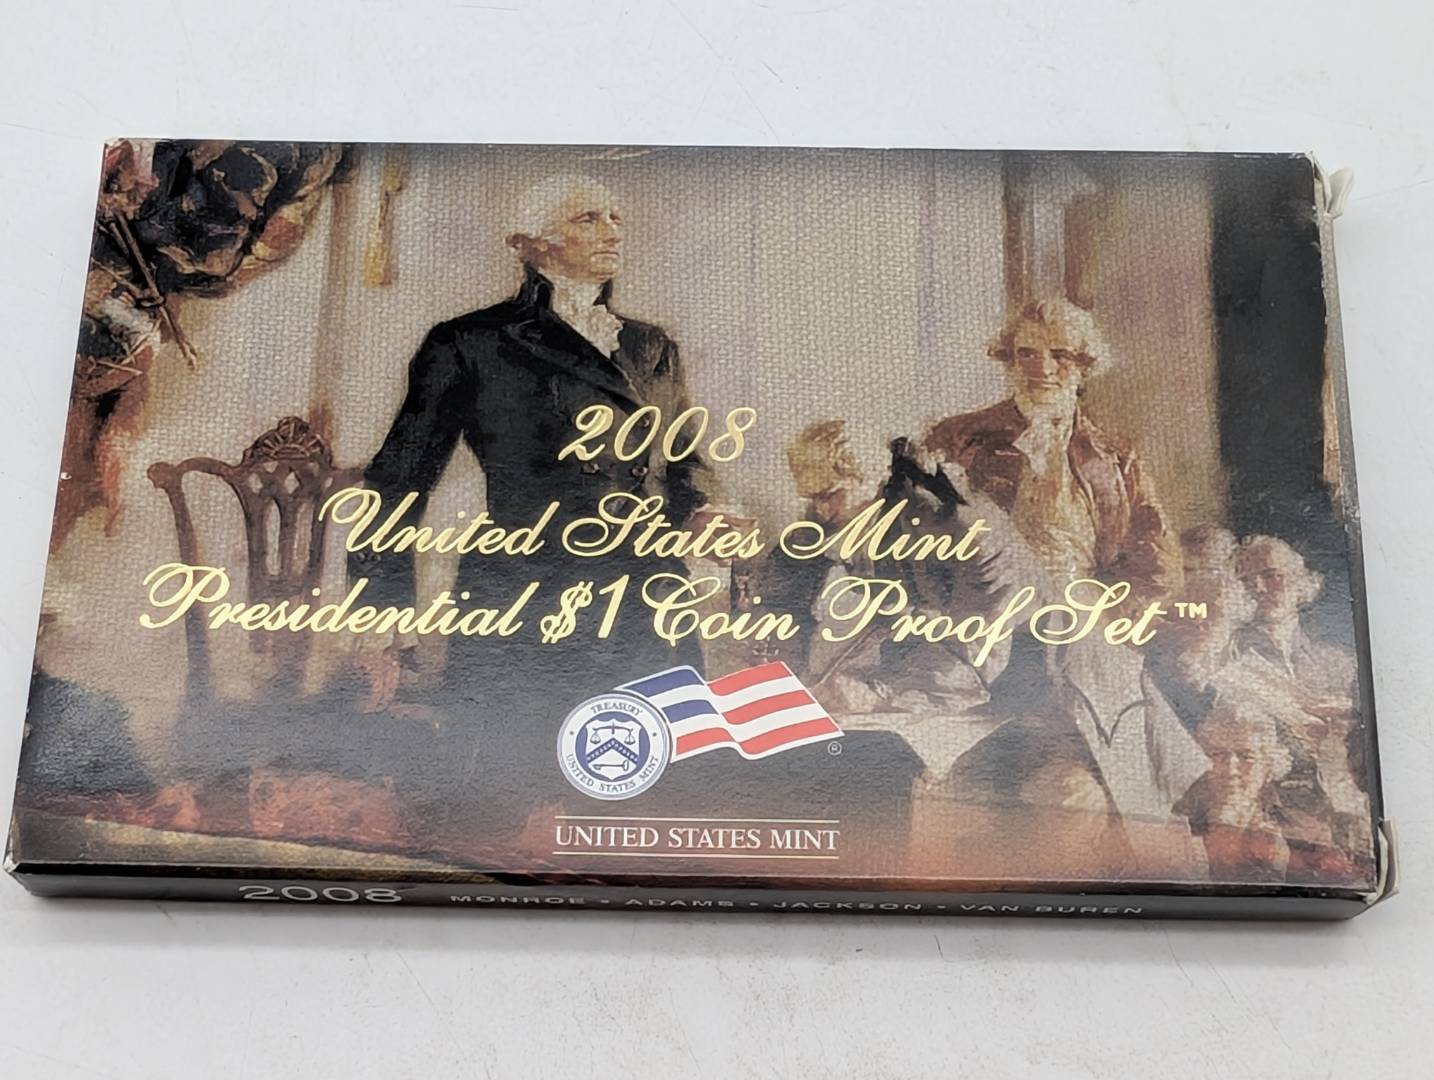 2008
United States Mint
Presidential $1 Coin Proof Set™
TREASURY
UNITED STATES MINT
®
UNITED STATES MINT
2008 MONROE • ADAMS • JACKSON • VAN BUREN